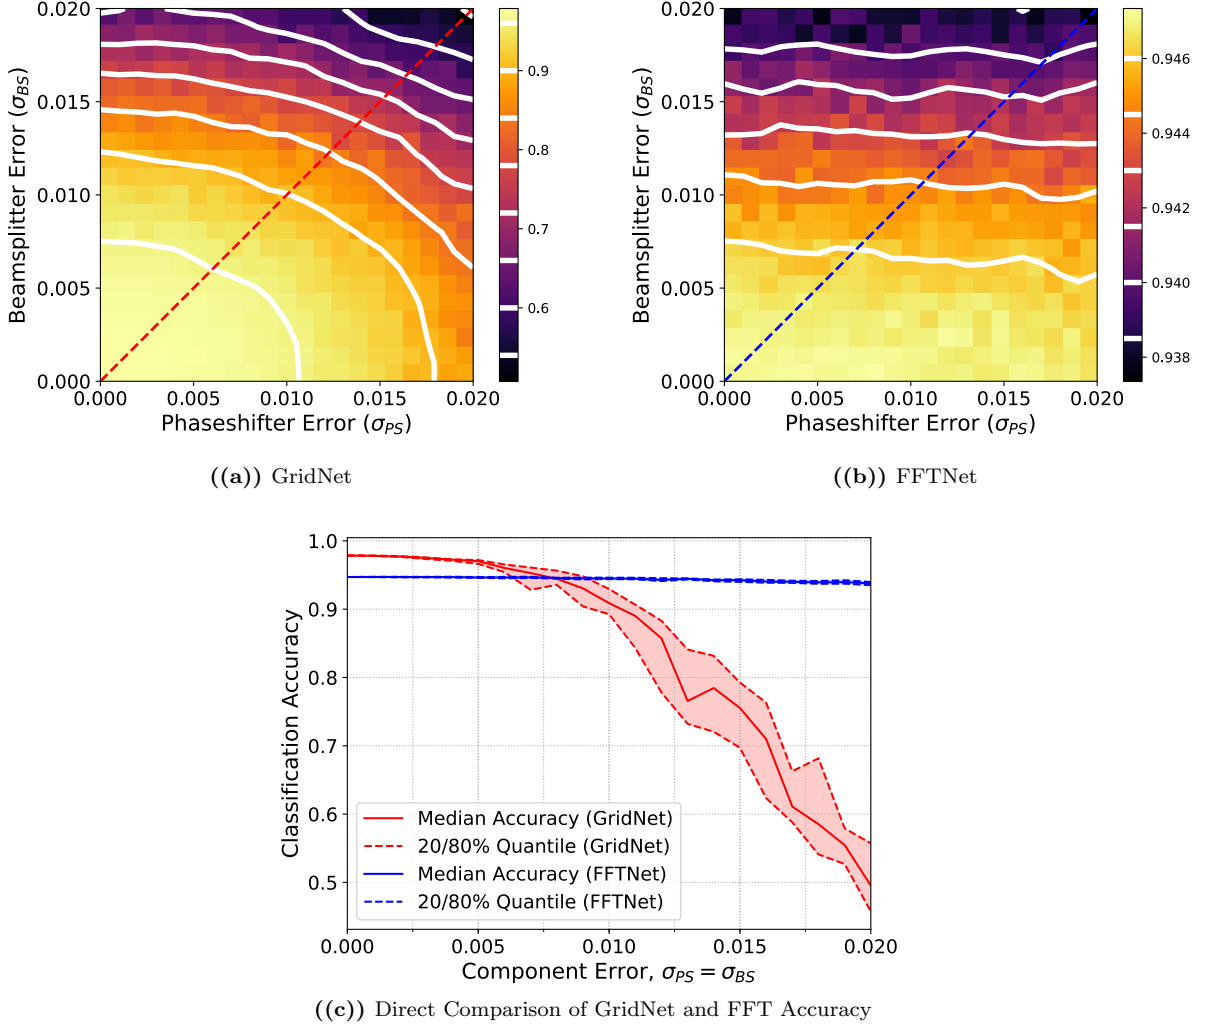 0.020
0.015
0.010
0.005
0.000
Beamsplitter Error (σBS)
0.000 0.005 0.010 0.015 0.020
Phaseshifter Error (σPS)
0.9
0.8
0.7
0.6
((a)) GridNet
0.020
0.015
0.010
0.005
0.000
Beamsplitter Error (σBS)
0.000 0.005 0.010 0.015 0.020
Phaseshifter Error (σPS)
0.946
0.944
0.942
0.940
0.938
((b)) FFTNet
1.0
0.9
0.8
0.7
0.6
0.5
Classification Accuracy
Median Accuracy (GridNet)
20/80% Quantile (GridNet)
Median Accuracy (FFTNet)
20/80% Quantile (FFTNet)
0.000 0.005 0.010 0.015 0.020
Component Error, σPS = σBS
((c)) Direct Comparison of GridNet and FFT Accuracy